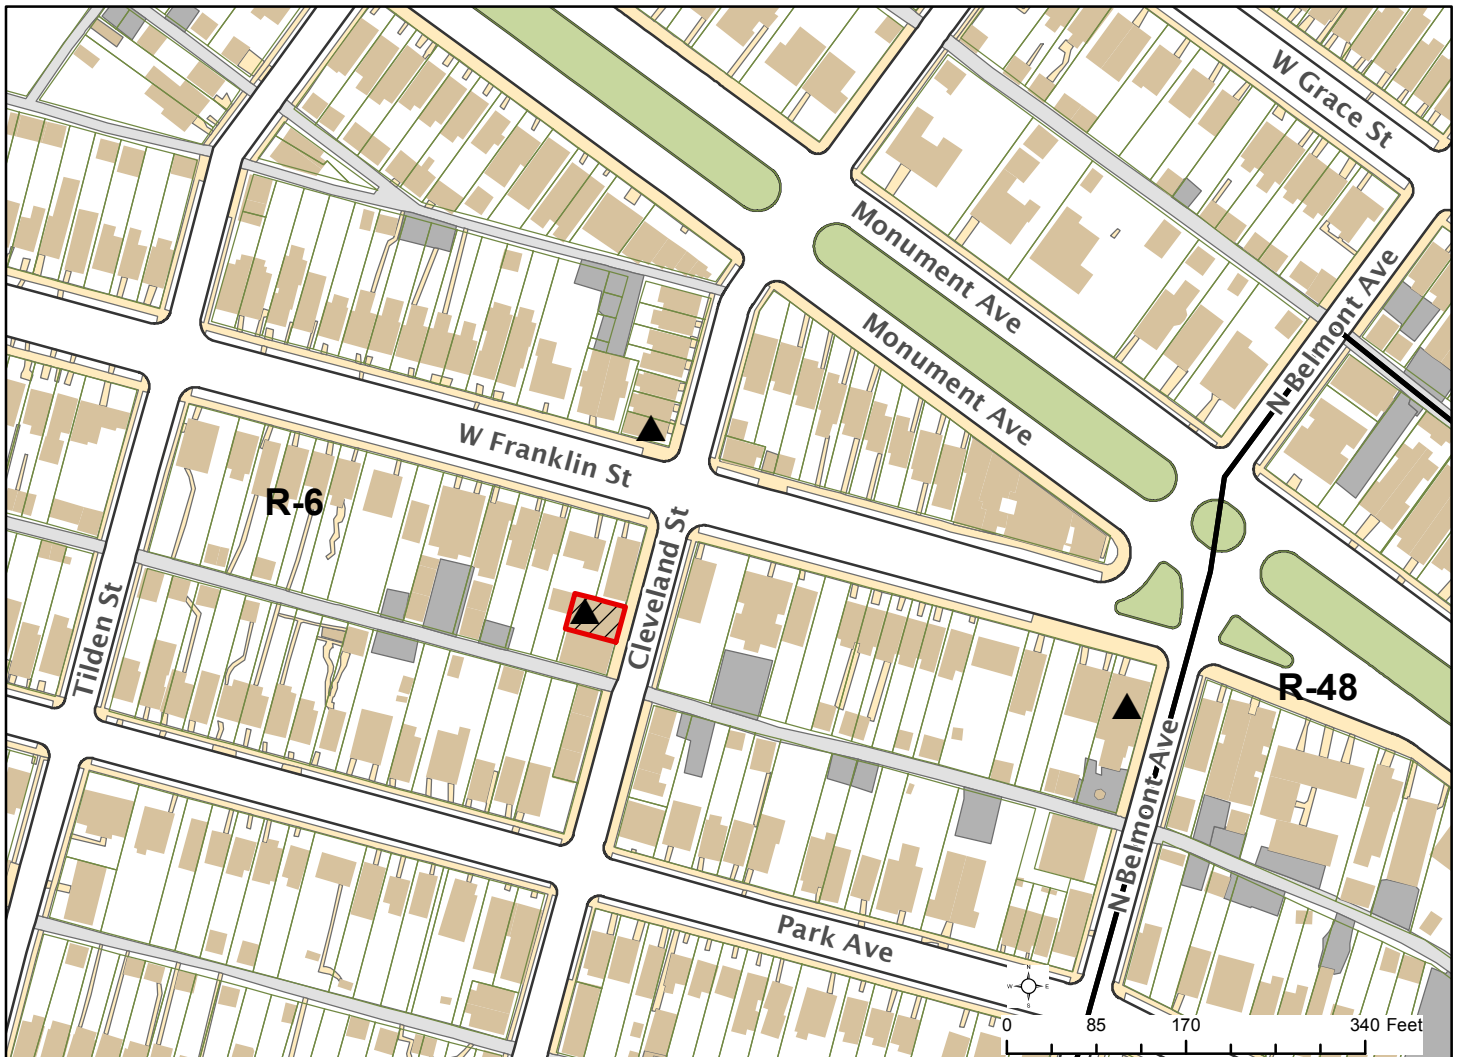 W Grace St
Monument Ave
N Belmont Ave
Monument Ave
W Franklin St
R-6
Cleveland St
Tilden St
R-48
N Belmont Ave
Park Ave
N
W E
S
0 85 170 340 Feet